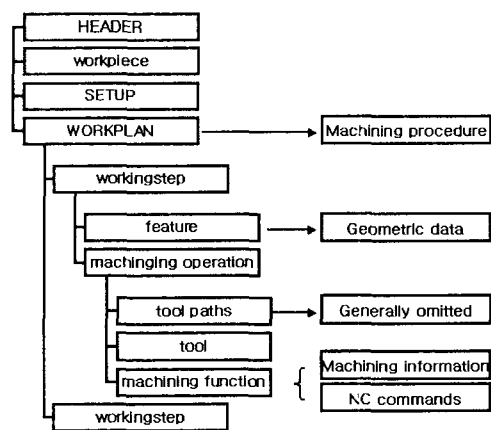 HEADER
workpiece
SETUP
WORKPLAN
Machining procedure
workingstep
feature
Geometric data
machinging operation
tool paths
Generally omitted
tool
Machining information
machining function
NC commands
workingstep